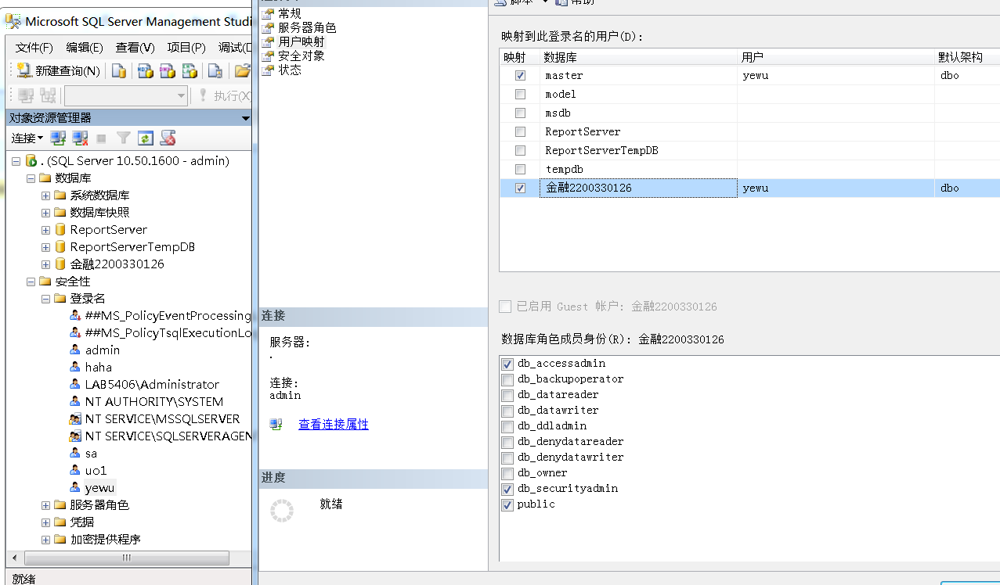 Microsoft SQL Server Management Studi
文件(F) 编辑(E) 查看(V) 项目(P) 调试(D
新建查询(N)
执行(X)
对象资源管理器
连接
. (SQL Server 10.50.1600 - admin)
数据库
系统数据库
数据库快照
ReportServer
ReportServerTempDB
金融2200330126
安全性
登录名
##MS_PolicyEventProcessing
##MS_PolicyTsqlExecutionLo
admin
haha
LAB5406\Administrator
NT AUTHORITY\SYSTEM
NT SERVICE\MSSQLSERVER
NT SERVICE\SQLSERVERAGEN
sa
uo1
yewu
服务器角色
凭据
加密提供程序
就绪
常规
服务器角色
用户映射
安全对象
状态
连接
服务器:
.
连接:
admin
查看连接属性
进度
就绪
脚本 帮助
映射到此登录名的用户(D):
映射 数据库 用户 默认架构
master yewu dbo
model
msdb
ReportServer
ReportServerTempDB
tempdb
金融2200330126 yewu dbo
已启用 Guest 帐户: 金融2200330126
数据库角色成员身份(R): 金融2200330126
db_accessadmin
db_backupoperator
db_datareader
db_datawriter
db_ddladmin
db_denydatareader
db_denydatawriter
db_owner
db_securityadmin
public